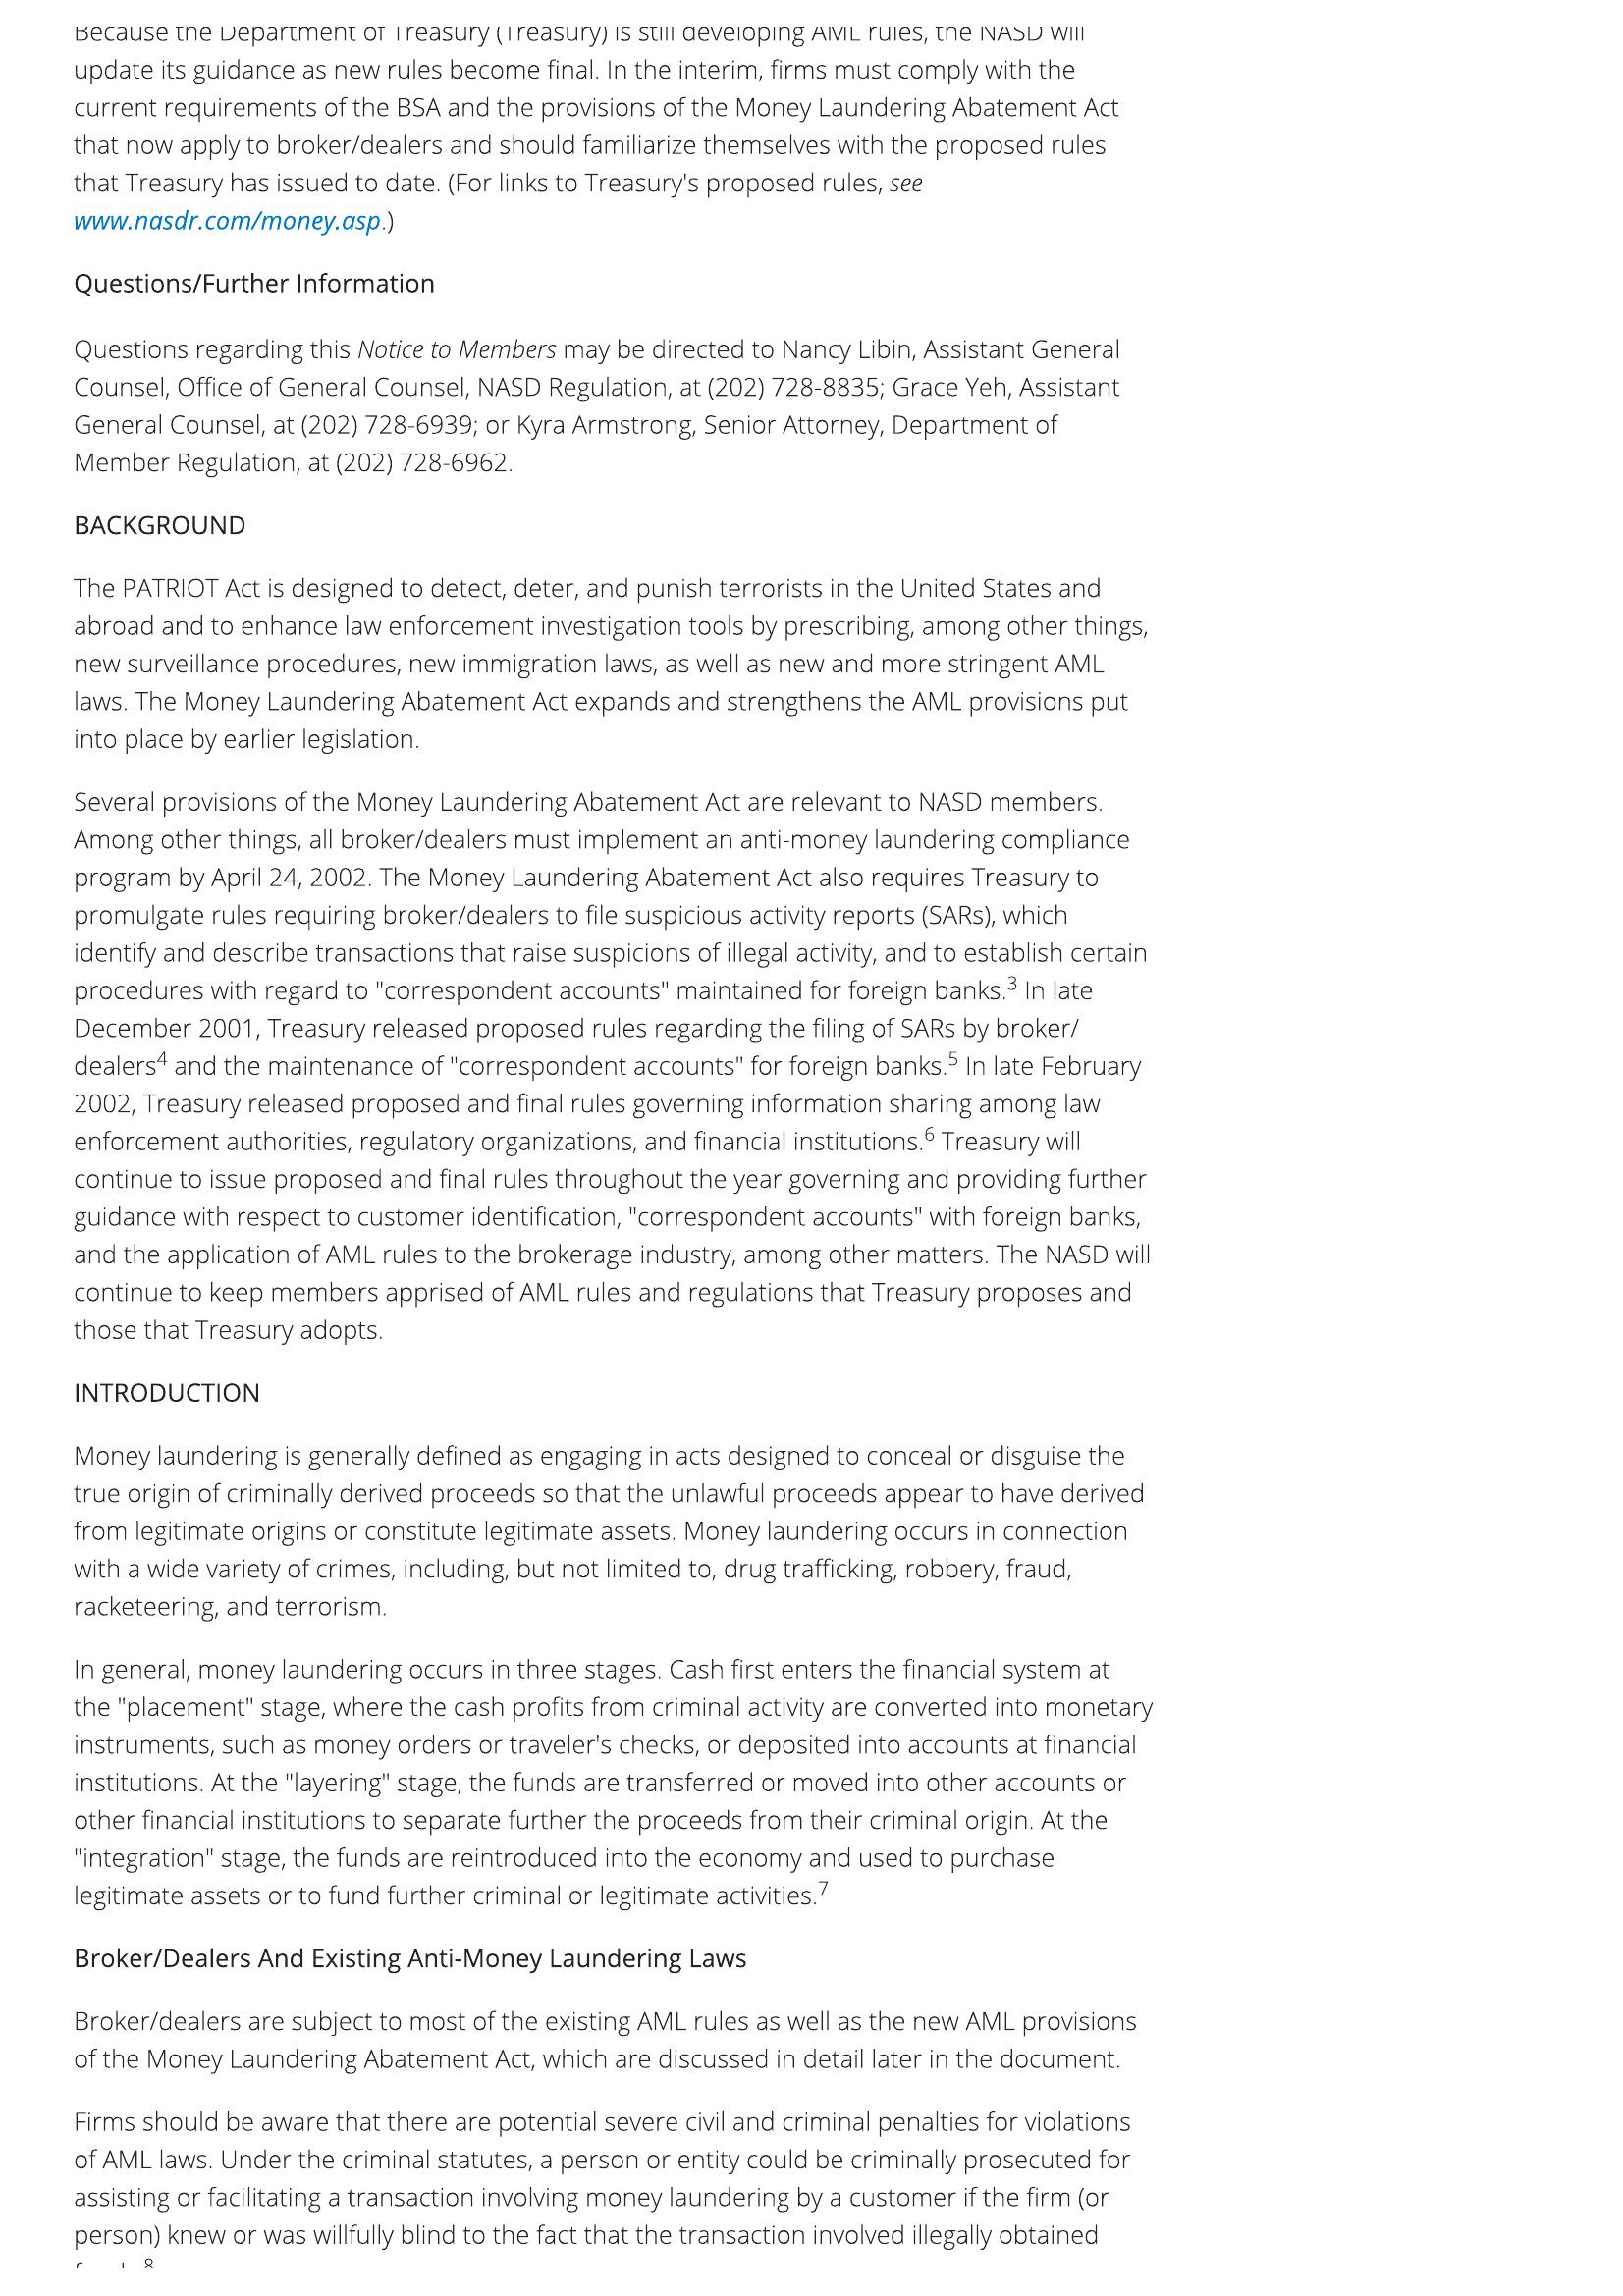 Because the Department of Treasury (Treasury) is still developing AML rules, the NASD will
update its guidance as new rules become final. In the interim, firms must comply with the
current requirements of the BSA and the provisions of the Money Laundering Abatement Act
that now apply to broker/dealers and should familiarize themselves with the proposed rules
that Treasury has issued to date. (For links to Treasury's proposed rules, see
www.nasdr.com/money.asp.)
Questions/Further Information
Questions regarding this Notice to Members may be directed to Nancy Libin, Assistant General
Counsel, Office of General Counsel, NASD Regulation, at (202) 728-8835; Grace Yeh, Assistant
General Counsel, at (202) 728-6939; or Kyra Armstrong, Senior Attorney, Department of
Member Regulation, at (202) 728-6962.
BACKGROUND
The PATRIOT Act is designed to detect, deter, and punish terrorists in the United States and
abroad and to enhance law enforcement investigation tools by prescribing, among other things,
new surveillance procedures, new immigration laws, as well as new and more stringent AML
laws. The Money Laundering Abatement Act expands and strengthens the AML provisions put
into place by earlier legislation.
Several provisions of the Money Laundering Abatement Act are relevant to NASD members.
Among other things, all broker/dealers must implement an anti-money laundering compliance
program by April 24, 2002. The Money Laundering Abatement Act also requires Treasury to
promulgate rules requiring broker/dealers to file suspicious activity reports (SARs), which
identify and describe transactions that raise suspicions of illegal activity, and to establish certain
procedures with regard to "correspondent accounts" maintained for foreign banks.3 In late
December 2001, Treasury released proposed rules regarding the filing of SARs by broker/
dealers4 and the maintenance of "correspondent accounts" for foreign banks.5 In late February
2002, Treasury released proposed and final rules governing information sharing among law
enforcement authorities, regulatory organizations, and financial institutions.6 Treasury will
continue to issue proposed and final rules throughout the year governing and providing further
guidance with respect to customer identification, "correspondent accounts" with foreign banks,
and the application of AML rules to the brokerage industry, among other matters. The NASD will
continue to keep members apprised of AML rules and regulations that Treasury proposes and
those that Treasury adopts.
INTRODUCTION
Money laundering is generally defined as engaging in acts designed to conceal or disguise the
true origin of criminally derived proceeds so that the unlawful proceeds appear to have derived
from legitimate origins or constitute legitimate assets. Money laundering occurs in connection
with a wide variety of crimes, including, but not limited to, drug trafficking, robbery, fraud,
racketeering, and terrorism.
In general, money laundering occurs in three stages. Cash first enters the financial system at
the "placement" stage, where the cash profits from criminal activity are converted into monetary
instruments, such as money orders or traveler's checks, or deposited into accounts at financial
institutions. At the "layering" stage, the funds are transferred or moved into other accounts or
other financial institutions to separate further the proceeds from their criminal origin. At the
"integration" stage, the funds are reintroduced into the economy and used to purchase
legitimate assets or to fund further criminal or legitimate activities.7
Broker/Dealers And Existing Anti-Money Laundering Laws
Broker/dealers are subject to most of the existing AML rules as well as the new AML provisions
of the Money Laundering Abatement Act, which are discussed in detail later in the document.
Firms should be aware that there are potential severe civil and criminal penalties for violations
of AML laws. Under the criminal statutes, a person or entity could be criminally prosecuted for
assisting or facilitating a transaction involving money laundering by a customer if the firm (or
person) knew or was willfully blind to the fact that the transaction involved illegally obtained
8